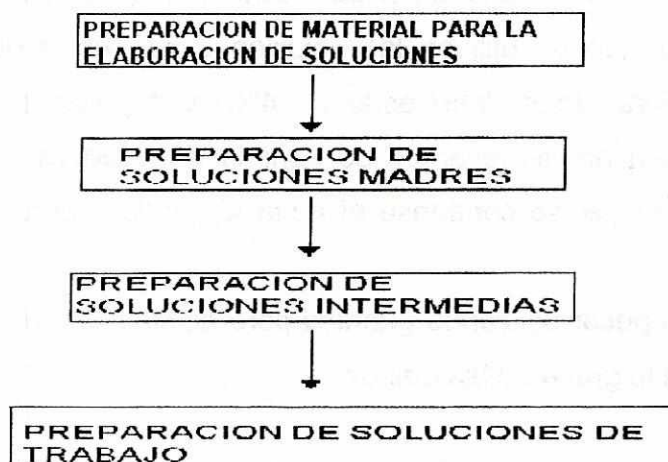 PREPARACION DE MATERIAL PARA LA
ELABORACION DE SOLUCIONES
PREPARACION DE
SOLUCIONES MADRES
PREPARACION DE
SOLUCIONES INTERMEDÍAS
PREPARACION DE SOLUCIONES DE
TRABAJO